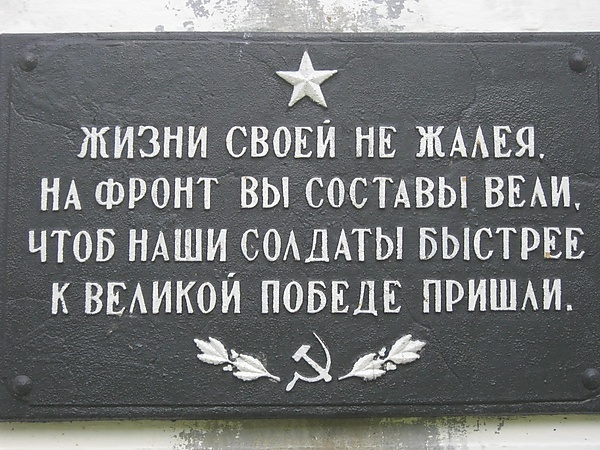 ЖИЗНИ СВОЕЙ НЕ ЖАЛЕЯ,
НА ФРОНТ ВЫ СОСТАВЫ ВЕЛИ,
ЧТОБ НАШИ СОЛДАТЫ БЫСТРЕЕ
К ВЕЛИКОЙ ПОБЕДЕ ПРИШЛИ.